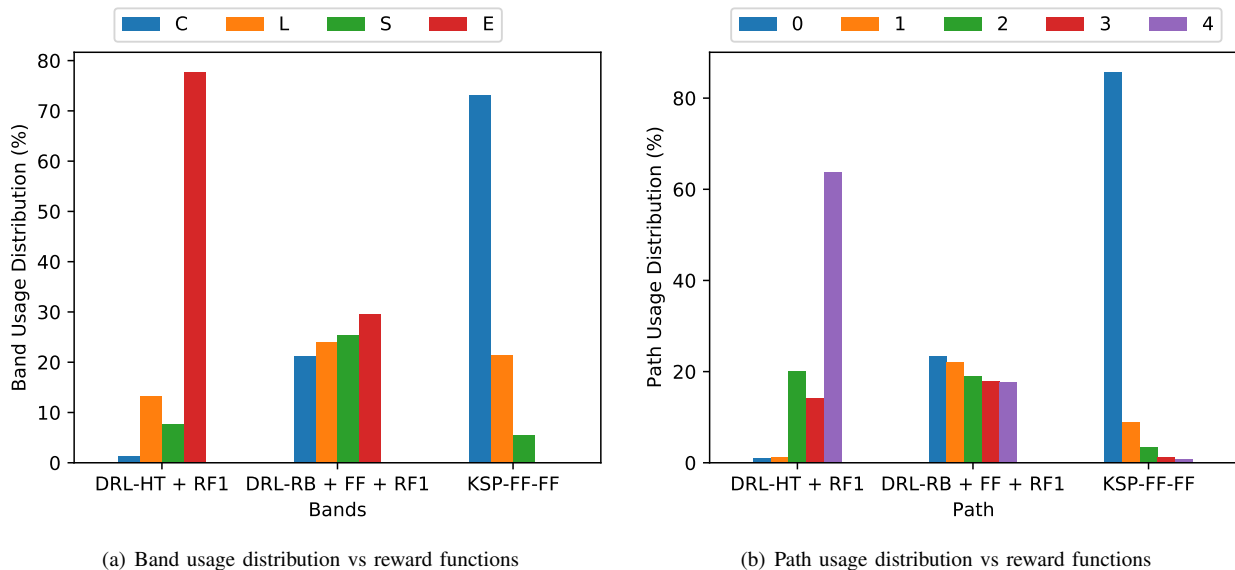 C L S E
80
70
60
50
40
30
20
10
0
Band Usage Distribution (%)
DRL-HT + RF1 DRL-RB + FF + RF1 KSP-FF-FF
Bands
(a) Band usage distribution vs reward functions
0 1 2 3 4
80
60
40
20
0
Path Usage Distribution (%)
DRL-HT + RF1 DRL-RB + FF + RF1 KSP-FF-FF
Path
(b) Path usage distribution vs reward functions